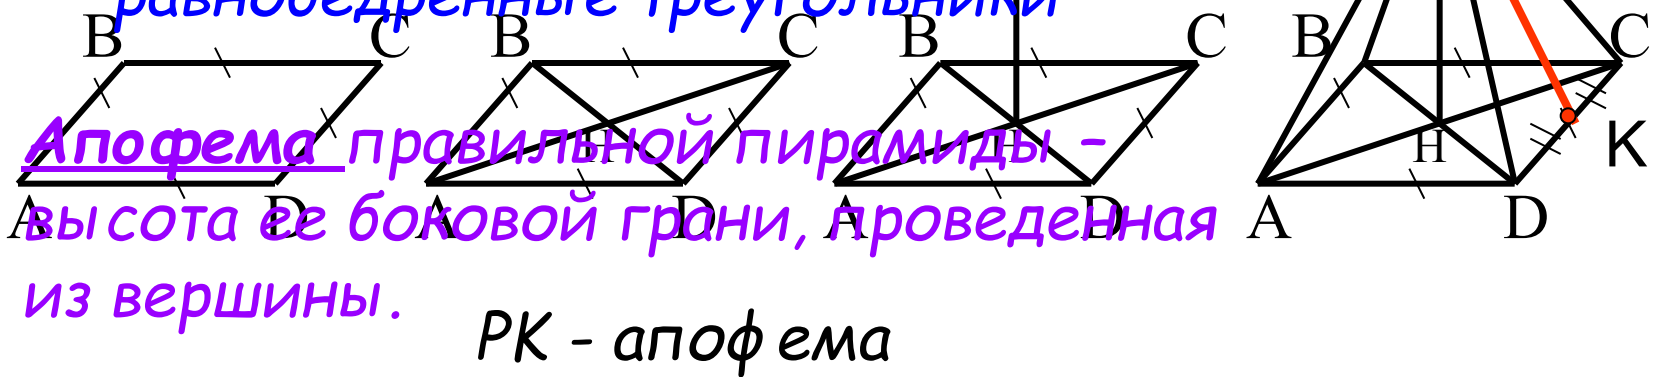 равнобедренные треугольники
B C B C B C B C
Апофема правильной пирамиды –
H H H K
высота ее боковой грани, проведенная
A D A D A D A D
из вершины.
PK - апофема